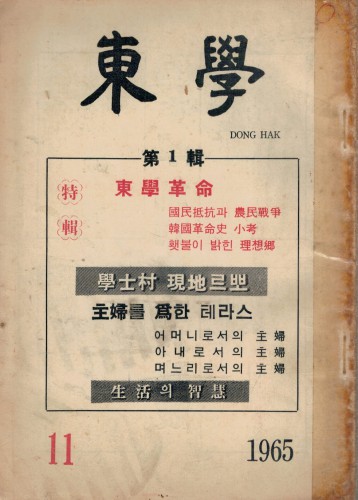 東學
DONG HAK
第1輯
特輯
東學革命
國民抵抗과 農民戰爭
韓國革命史 小考
횃불이 밝힌 理想鄉
學士村 現地르뽀
主婦를 爲한 테라스
어머니로서의 主婦
아내로서의 主婦
며느리로서의 主婦
生活의 智慧
11
1965